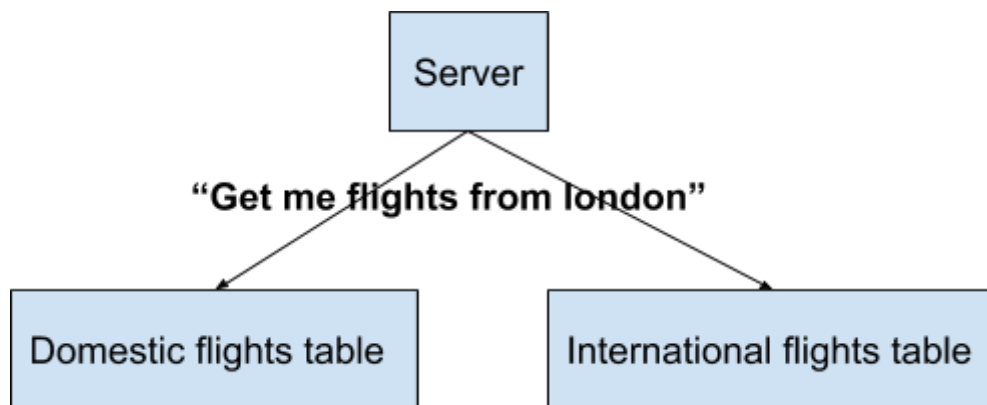 Server
“Get me flights from london”
Domestic flights table
International flights table